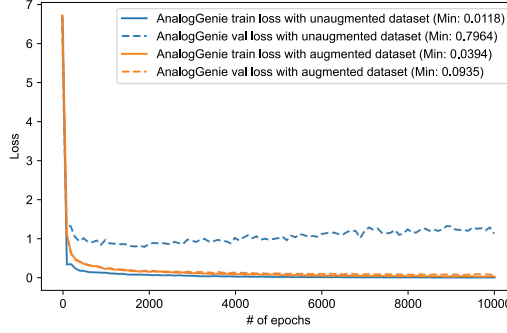 7
6
5
4
3
2
1
0
Loss
AnalogGenie train loss with unaugmented dataset (Min: 0.0118)
AnalogGenie val loss with unaugmented dataset (Min: 0.7964)
AnalogGenie train loss with augmented dataset (Min: 0.0394)
AnalogGenie val loss with augmented dataset (Min: 0.0935)
0 2000 4000 6000 8000 10000
# of epochs